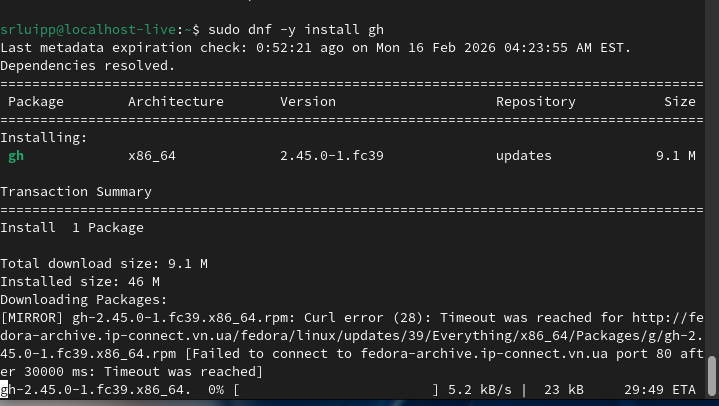 srluipp@localhost-live:~$ sudo dnf -y install gh
Last metadata expiration check: 0:52:21 ago on Mon 16 Feb 2026 04:23:55 AM EST.
Dependencies resolved.
================================================================================
 Package        Architecture       Version                    Repository           Size
================================================================================
Installing:
 gh             x86_64             2.45.0-1.fc39              updates             9.1 M

Transaction Summary
================================================================================
Install  1 Package

Total download size: 9.1 M
Installed size: 46 M
Downloading Packages:
[MIRROR] gh-2.45.0-1.fc39.x86_64.rpm: Curl error (28): Timeout was reached for http://fe
dora-archive.ip-connect.vn.ua/fedora/linux/updates/39/Everything/x86_64/Packages/g/gh-2.
45.0-1.fc39.x86_64.rpm [Failed to connect to fedora-archive.ip-connect.vn.ua port 80 aft
er 30000 ms: Timeout was reached]
gh-2.45.0-1.fc39.x86_64.  0% [                        ] 5.2 kB/s |  23 kB     29:49 ETA